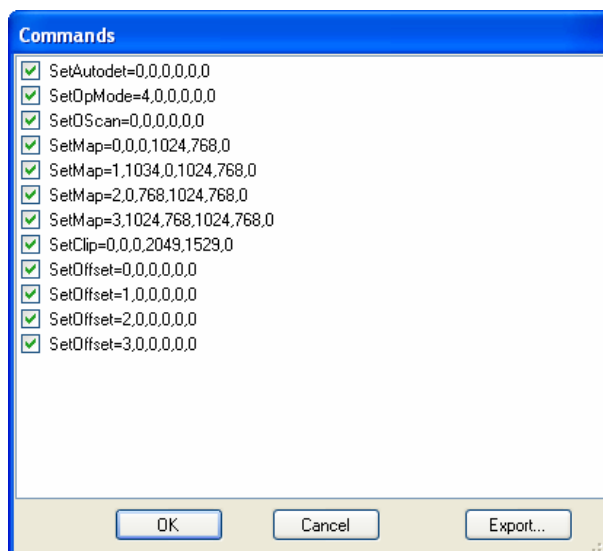 Commands
SetAutodet=0,0,0,0,0,0
SetOpMode=4,0,0,0,0,0
SetOScan=0,0,0,0,0,0
SetMap=0,0,0,1024,768,0
SetMap=1,1034,0,1024,768,0
SetMap=2,0,768,1024,768,0
SetMap=3,1024,768,1024,768,0
SetClip=0,0,0,2049,1529,0
SetOffset=0,0,0,0,0,0
SetOffset=1,0,0,0,0,0
SetOffset=2,0,0,0,0,0
SetOffset=3,0,0,0,0,0
OK Cancel Export...